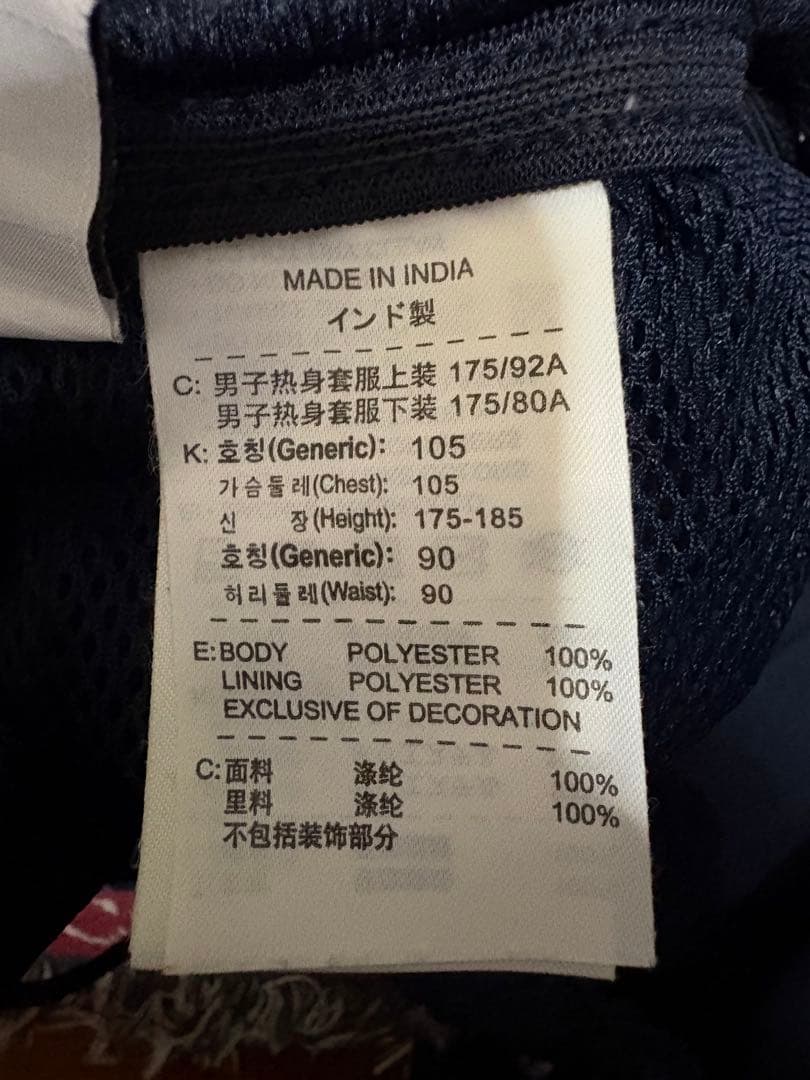 MADE IN INDIA
インド製
C: 男子热身套服上装 175/92A
男子热身套服下装 175/80A
K: 호칭(Generic): 105
가슴둘레(Chest): 105
신 장(Height): 175-185
호칭(Generic): 90
허리둘레(Waist): 90
E:BODY POLYESTER 100%
LINING POLYESTER 100%
EXCLUSIVE OF DECORATION
C:面料 涤纶 100%
里料 涤纶 100%
不包括装饰部分